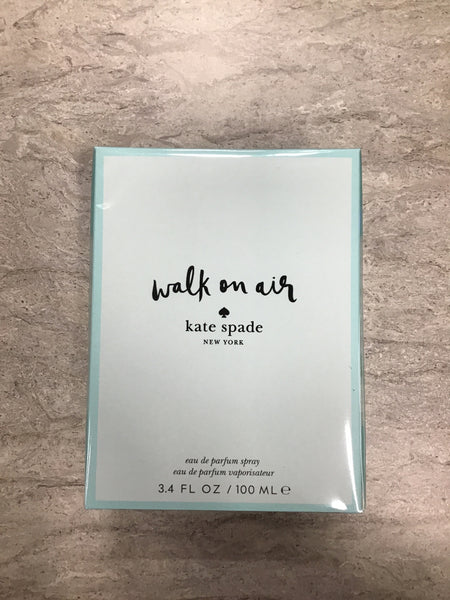 walk on air
kate spade
NEW YORK
eau de parfum spray
eau de parfum vaporisateur
3.4 FL OZ / 100 ML ℮